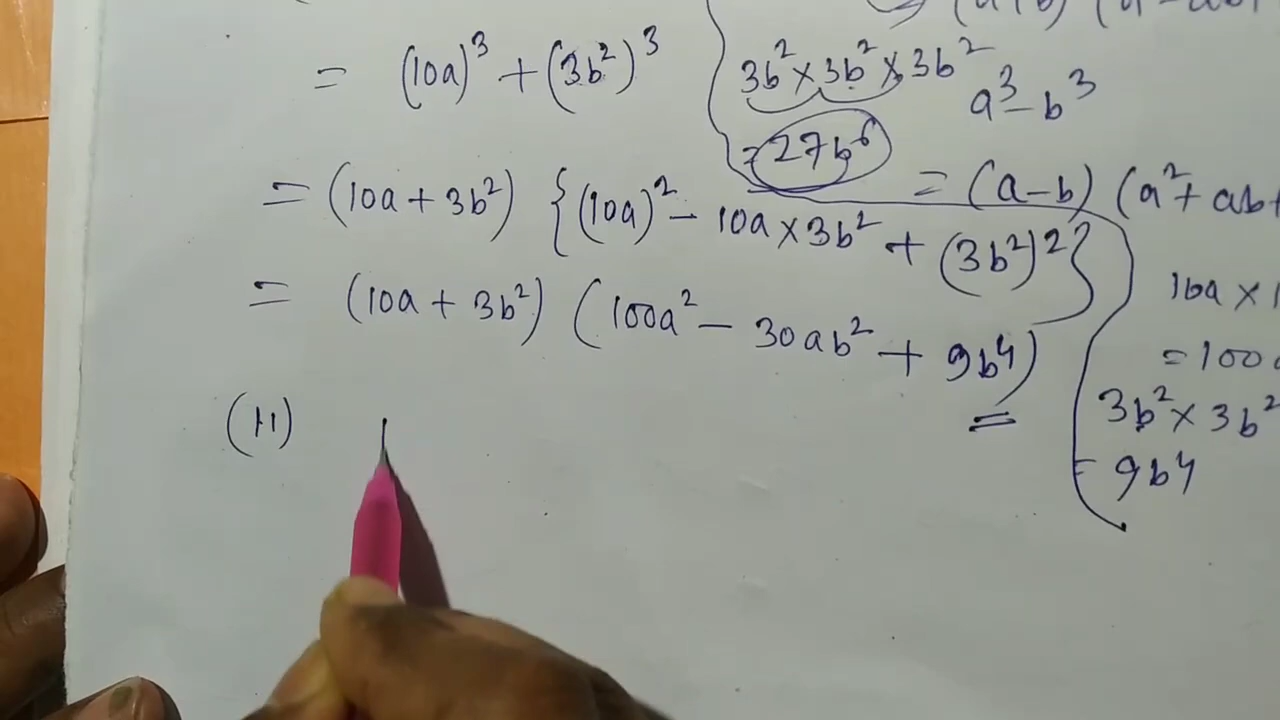 = (10a)³ + (3b²)³
= (10a + 3b²) {(10a)² - 10a × 3b² + (3b²)²}
= (10a + 3b²) (100a² - 30ab² + 9b⁴)
(11)
3b² × 3b² × 3b²
= 27b⁶
a³ - b³
= (a - b) (a² + ab +
10a × 1
= 100
3b² × 3b²
= 9b⁴